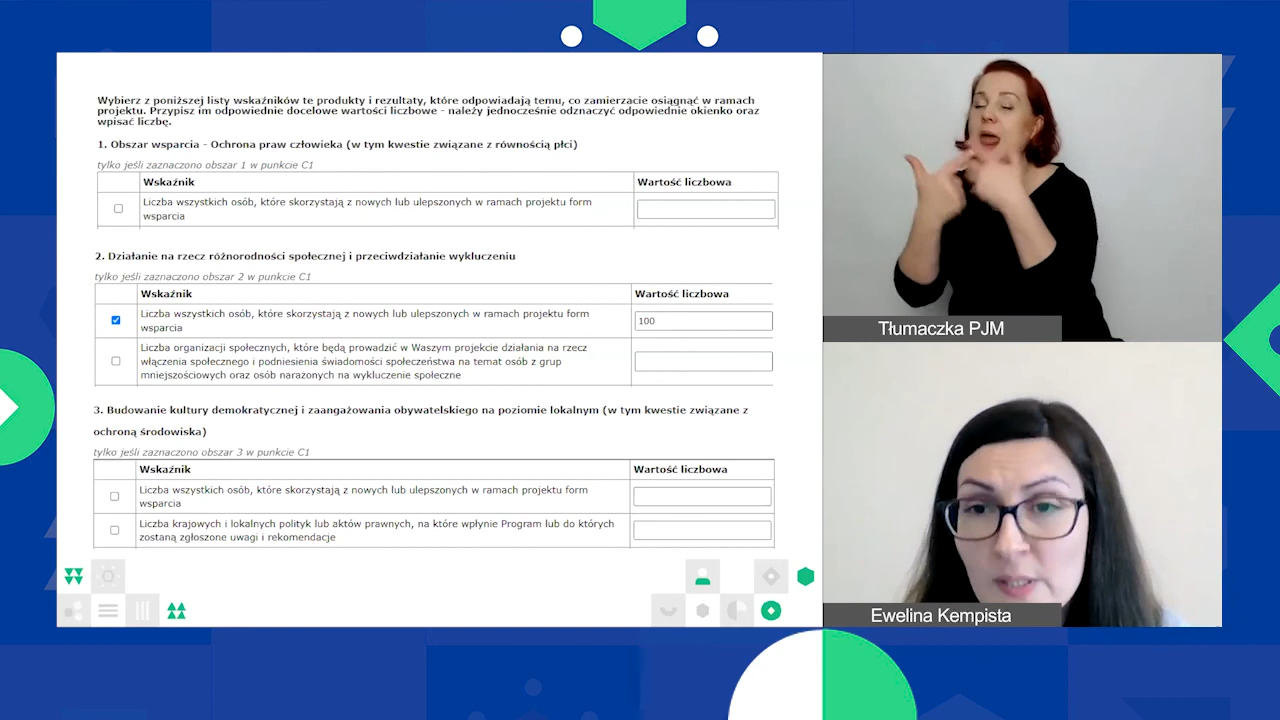 Wybierz z poniższej listy wskaźników te produkty i rezultaty, które odpowiadają temu, co zamierzacie osiągnąć w ramach
projektu. Przypisz im odpowiednie docelowe wartości liczbowe - należy jednocześnie odznaczyć odpowiednie okienko oraz
wpisać liczbę.
1. Obszar wsparcia - Ochrona praw człowieka (w tym kwestie związane z równością płci)
tylko jeśli zaznaczono obszar 1 w punkcie C1
Wskaźnik Wartość liczbowa
Liczba wszystkich osób, które skorzystają z nowych lub ulepszonych w ramach projektu form
wsparcia
2. Działanie na rzecz różnorodności społecznej i przeciwdziałanie wykluczeniu
tylko jeśli zaznaczono obszar 2 w punkcie C1
Wskaźnik Wartość liczbowa
Liczba wszystkich osób, które skorzystają z nowych lub ulepszonych w ramach projektu form
wsparcia
100
Liczba organizacji społecznych, które będą prowadzić w Waszym projekcie działania na rzecz
włączenia społecznego i podniesienia świadomości społeczeństwa na temat osób z grup
mniejszościowych oraz osób narażonych na wykluczenie społeczne
3. Budowanie kultury demokratycznej i zaangażowania obywatelskiego na poziomie lokalnym (w tym kwestie związane z
ochroną środowiska)
tylko jeśli zaznaczono obszar 3 w punkcie C1
Wskaźnik Wartość liczbowa
Liczba wszystkich osób, które skorzystają z nowych lub ulepszonych w ramach projektu form
wsparcia
Liczba krajowych i lokalnych polityk lub aktów prawnych, na które wpłynie Program lub do których
zostaną zgłoszone uwagi i rekomendacje
Tłumaczka PJM
Ewelina Kempista